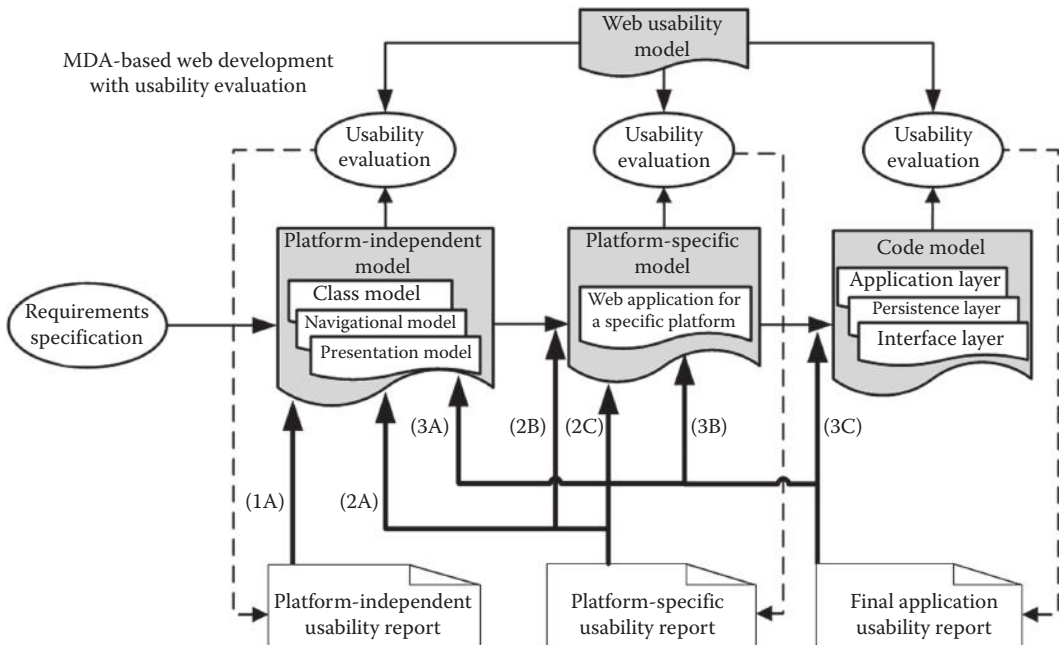 Web usability
model
MDA-based web development
with usability evaluation
Usability
evaluation
Usability
evaluation
Usability
evaluation
Platform-independent
model
Class model
Navigational model
Presentation model
Platform-specific
model
Web application for
a specific platform
Code model
Application layer
Persistence layer
Interface layer
Requirements
specification
(3A)
(2B)
(2C)
(3B)
(3C)
(1A)
(2A)
Platform-independent
usability report
Platform-specific
usability report
Final application
usability report